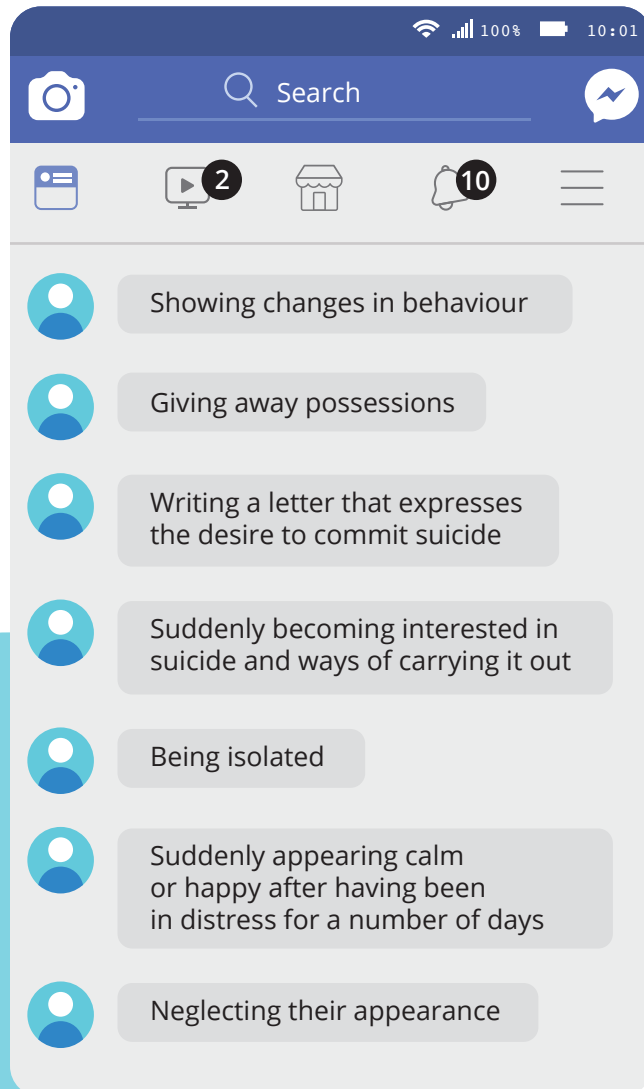 100% 10:01
Search
2 10
Showing changes in behaviour
Giving away possessions
Writing a letter that expresses
the desire to commit suicide
Suddenly becoming interested in
suicide and ways of carrying it out
Being isolated
Suddenly appearing calm
or happy after having been
in distress for a number of days
Neglecting their appearance